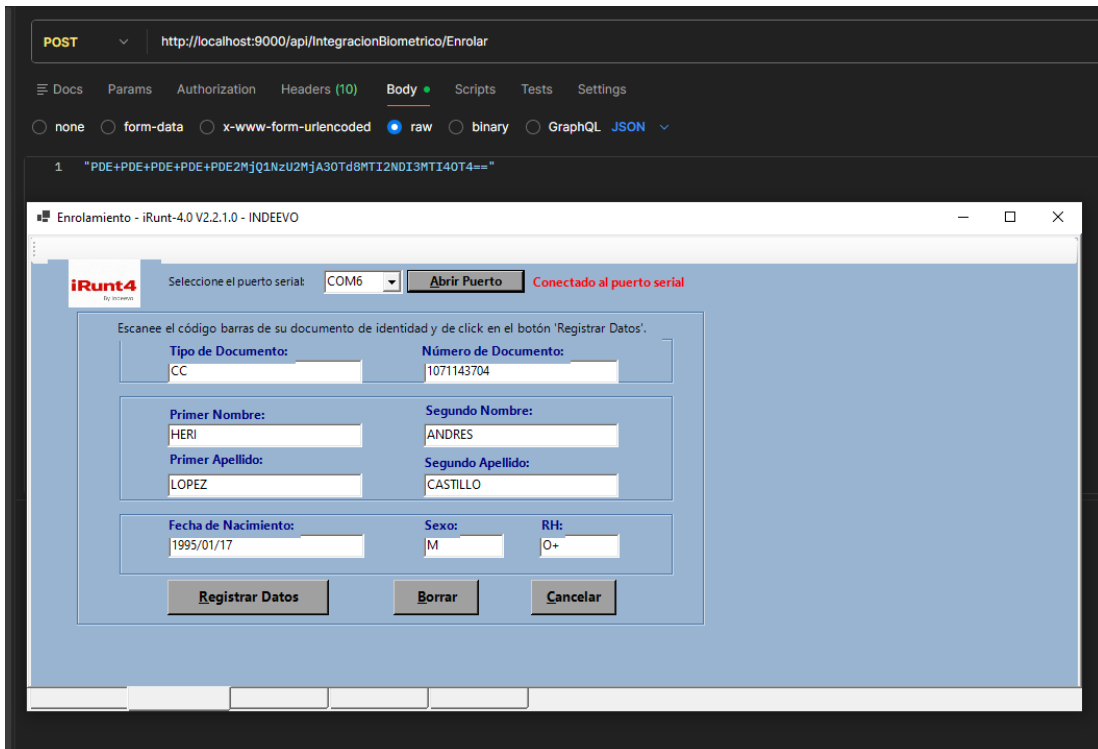 POST http://localhost:9000/api/IntegracionBiometrico/Enrolar
Docs Params Authorization Headers (10) Body Scripts Tests Settings
none form-data x-www-form-urlencoded raw binary GraphQL JSON
1 "PDE+PDE+PDE+PDE+PDE2MjQ1NzU2MjA3OTd8MTI2NDI3MTI4OT4=="
Enrolamiento - iRunt-4.0 V2.2.1.0 - INDEEVO
iRunt4
By Indeevo
Seleccione el puerto serial: COM6 Abrir Puerto Conectado al puerto serial
Escanee el código barras de su documento de identidad y de click en el botón 'Registrar Datos'.
Tipo de Documento: Número de Documento:
CC 1071143704
Primer Nombre: Segundo Nombre:
HERI ANDRES
Primer Apellido: Segundo Apellido:
LOPEZ CASTILLO
Fecha de Nacimiento: Sexo: RH:
1995/01/17 M O+
Registrar Datos Borrar Cancelar